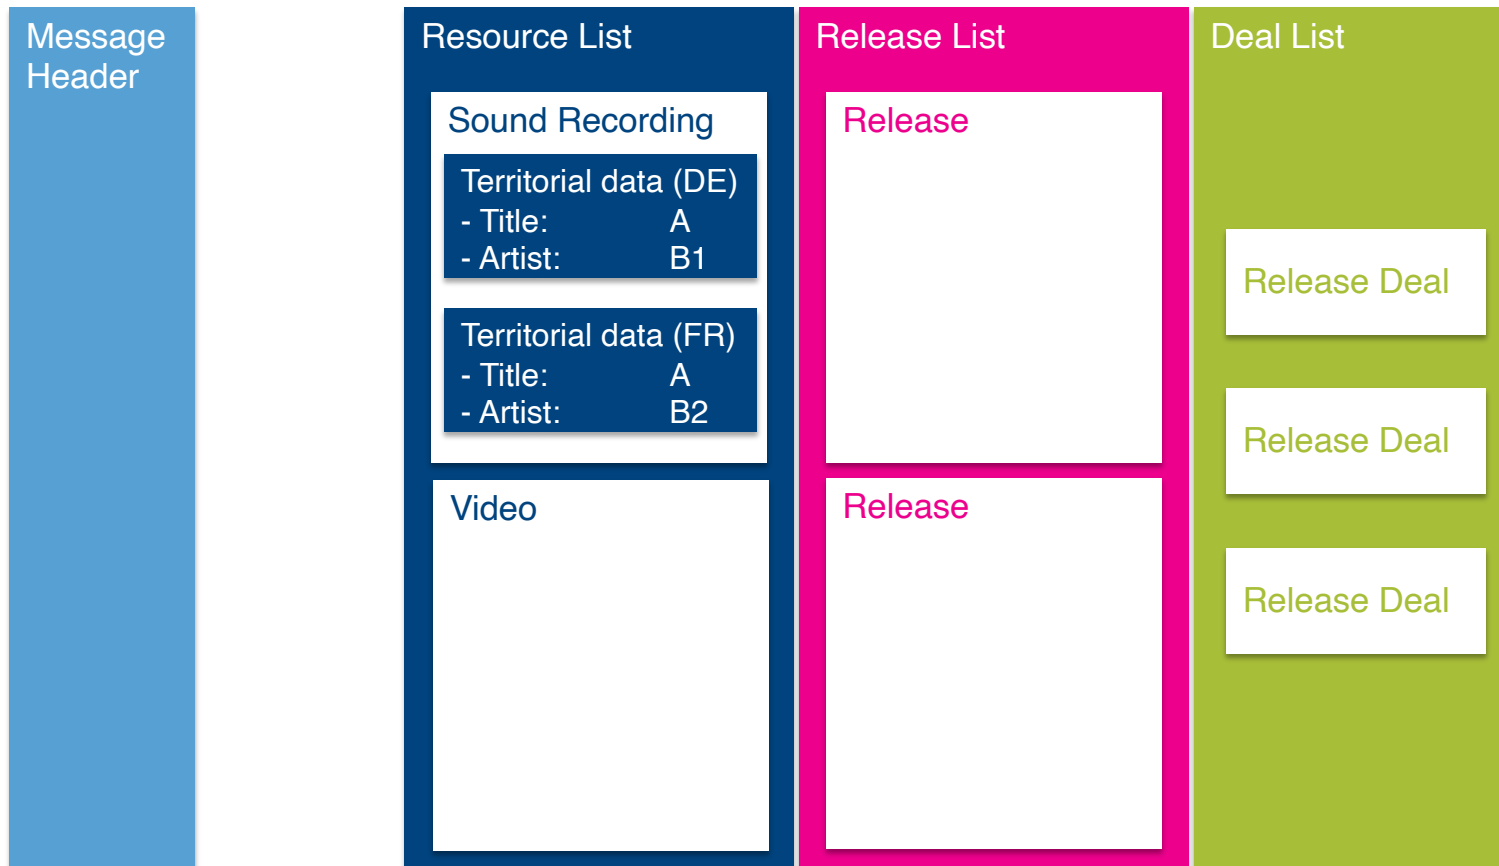 Message
Header
Resource List
Sound Recording
Territorial data (DE)
- Title: A
- Artist: B1
Territorial data (FR)
- Title: A
- Artist: B2
Video
Release List
Release
Release
Deal List
Release Deal
Release Deal
Release Deal